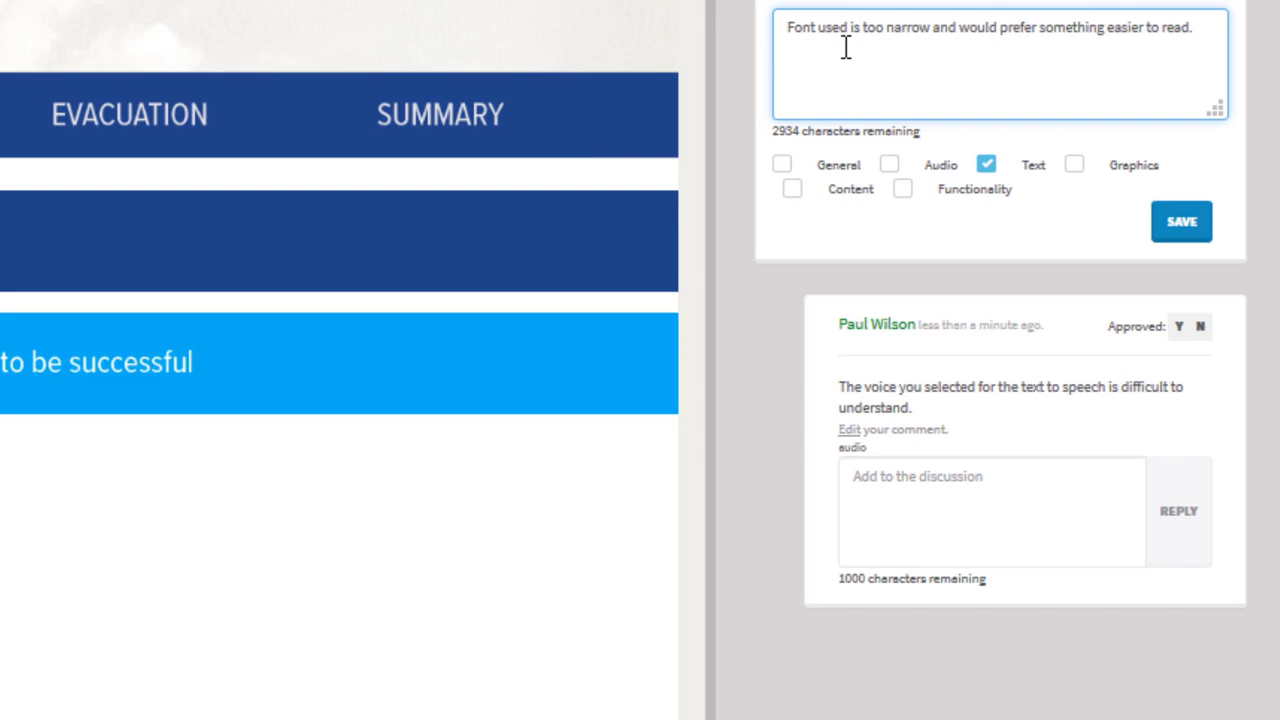 EVACUATION SUMMARY
to be successful
Font used is too narrow and would prefer something easier to read.
2934 characters remaining
General Audio Text Graphics
Content Functionality
SAVE
Paul Wilson less than a minute ago. Approved: Y N
The voice you selected for the text to speech is difficult to
understand.
Edit your comment.
audio
Add to the discussion
REPLY
1000 characters remaining